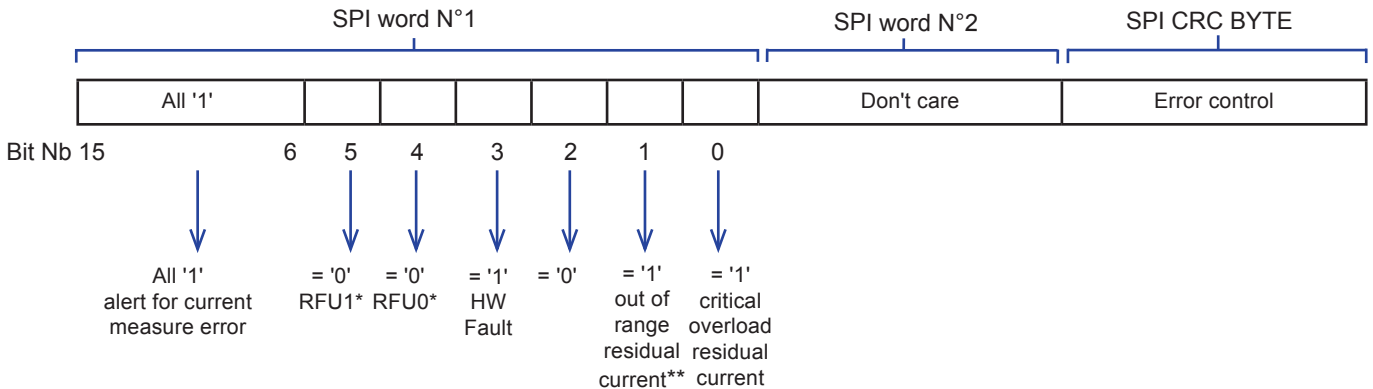 SPI word N°1 SPI word N°2 SPI CRC BYTE
All '1' Don't care Error control
Bit Nb 15 6 5 4 3 2 1 0
All '1'
alert for current
measure error
= '0'
RFU1*
= '0'
RFU0*
= '1'
HW
Fault
= '0'
= '1'
out of
range
residual
current**
= '1'
critical
overload
residual
current